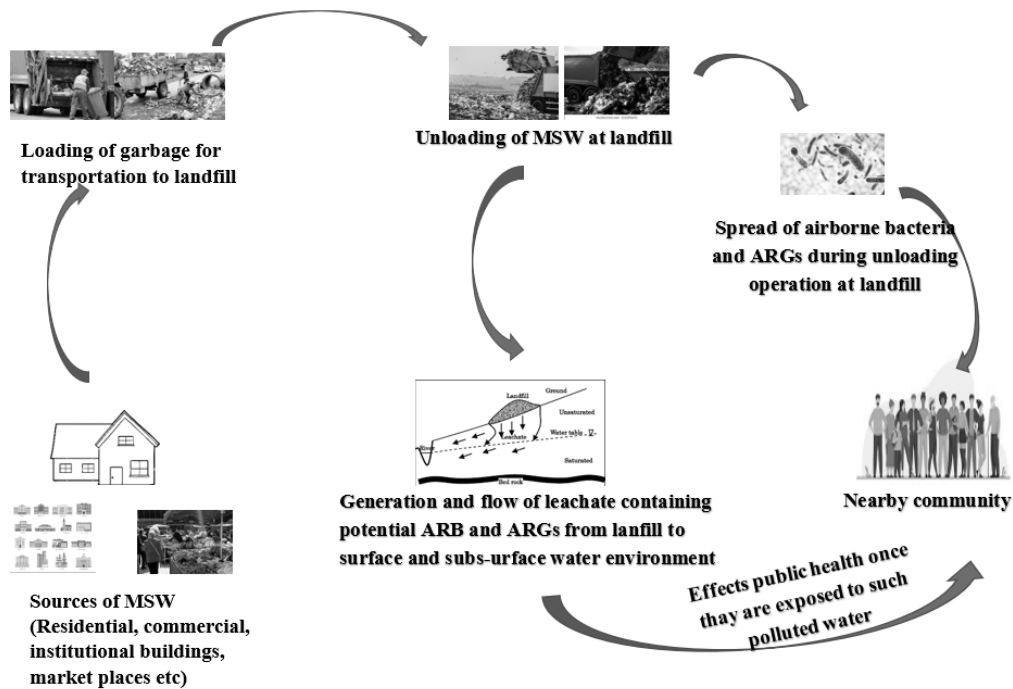 Loading of garbage for
transportation to landfill
Unloading of MSW at landfill
Spread of airborne bacteria
and ARGs during unloading
operation at landfill
Landfill
Ground
Unsaturated
Leachate
Water table
River
Saturated
Bed rock
Generation and flow of leachate containing
potential ARB and ARGs from lanfill to
surface and subs-urface water environment
Nearby community
Effects public health once
thay are exposed to such
polluted water
Sources of MSW
(Residential, commercial,
institutional buildings,
market places etc)